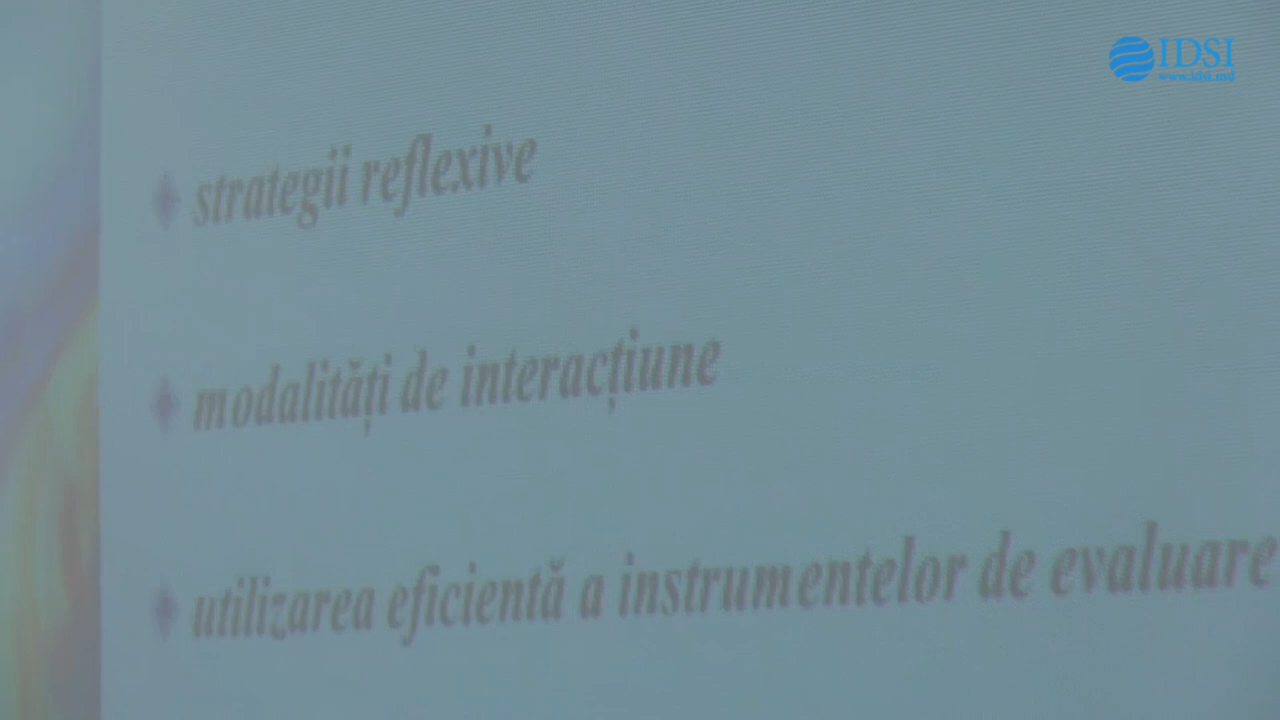 IDSI
www.idsi.md
strategii reflexive
modalități de interacțiune
utilizarea eficientă a instrumentelor de evaluare